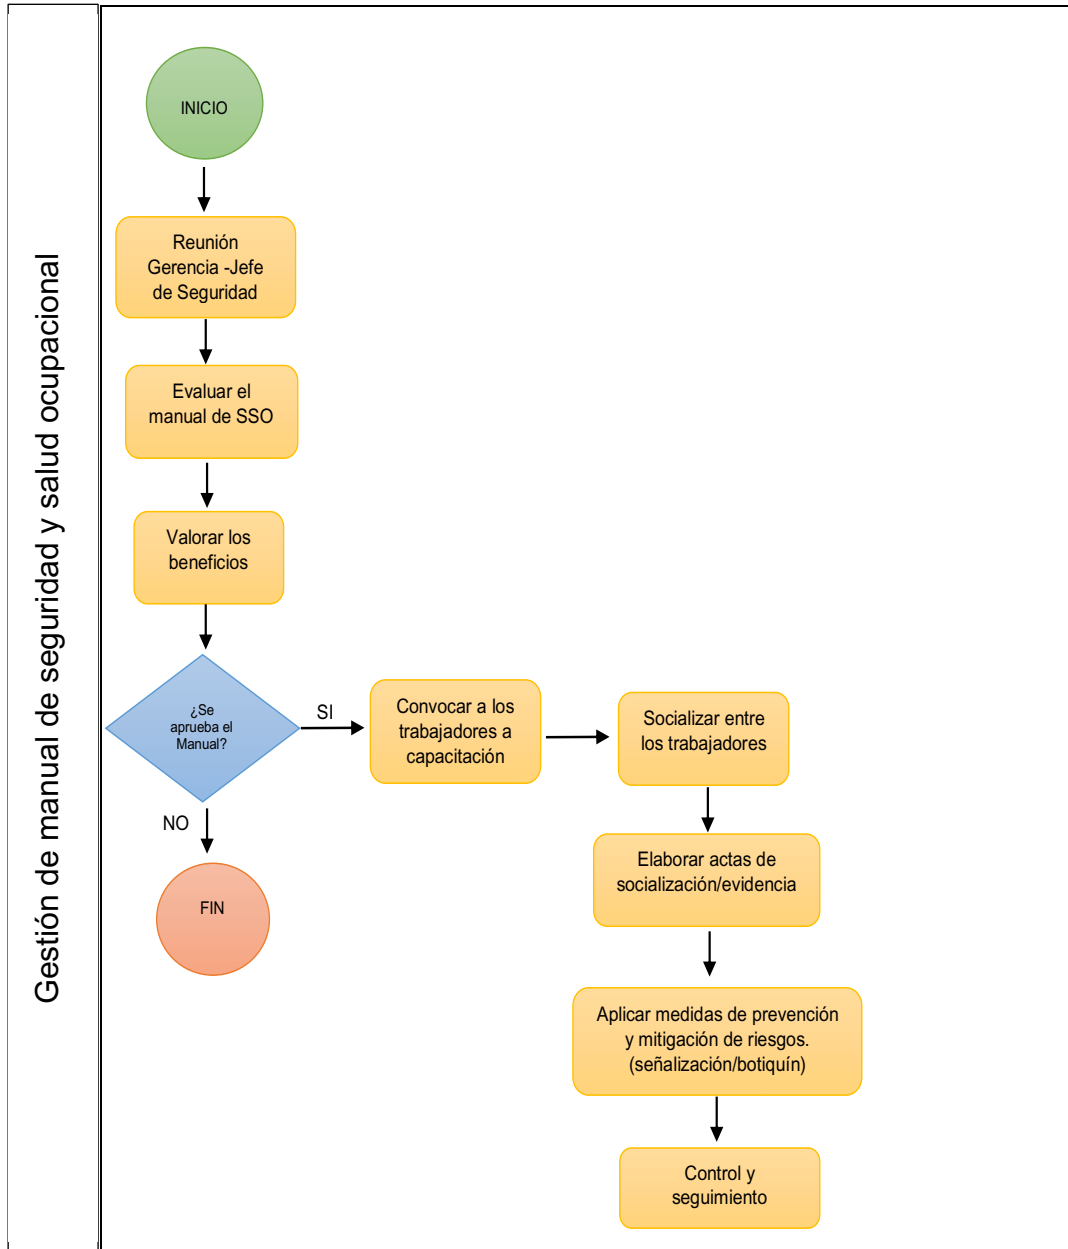 Gestión de manual de seguridad y salud ocupacional
INICIO
Reunión
Gerencia -Jefe
de Seguridad
Evaluar el
manual de SSO
Valorar los
beneficios
¿Se
aprueba el
Manual?
SI
Convocar a los
trabajadores a
capacitación
Socializar entre
los trabajadores
NO
FIN
Elaborar actas de
socialización/evidencia
Aplicar medidas de prevención
y mitigación de riesgos.
(señalización/botiquín)
Control y
seguimiento